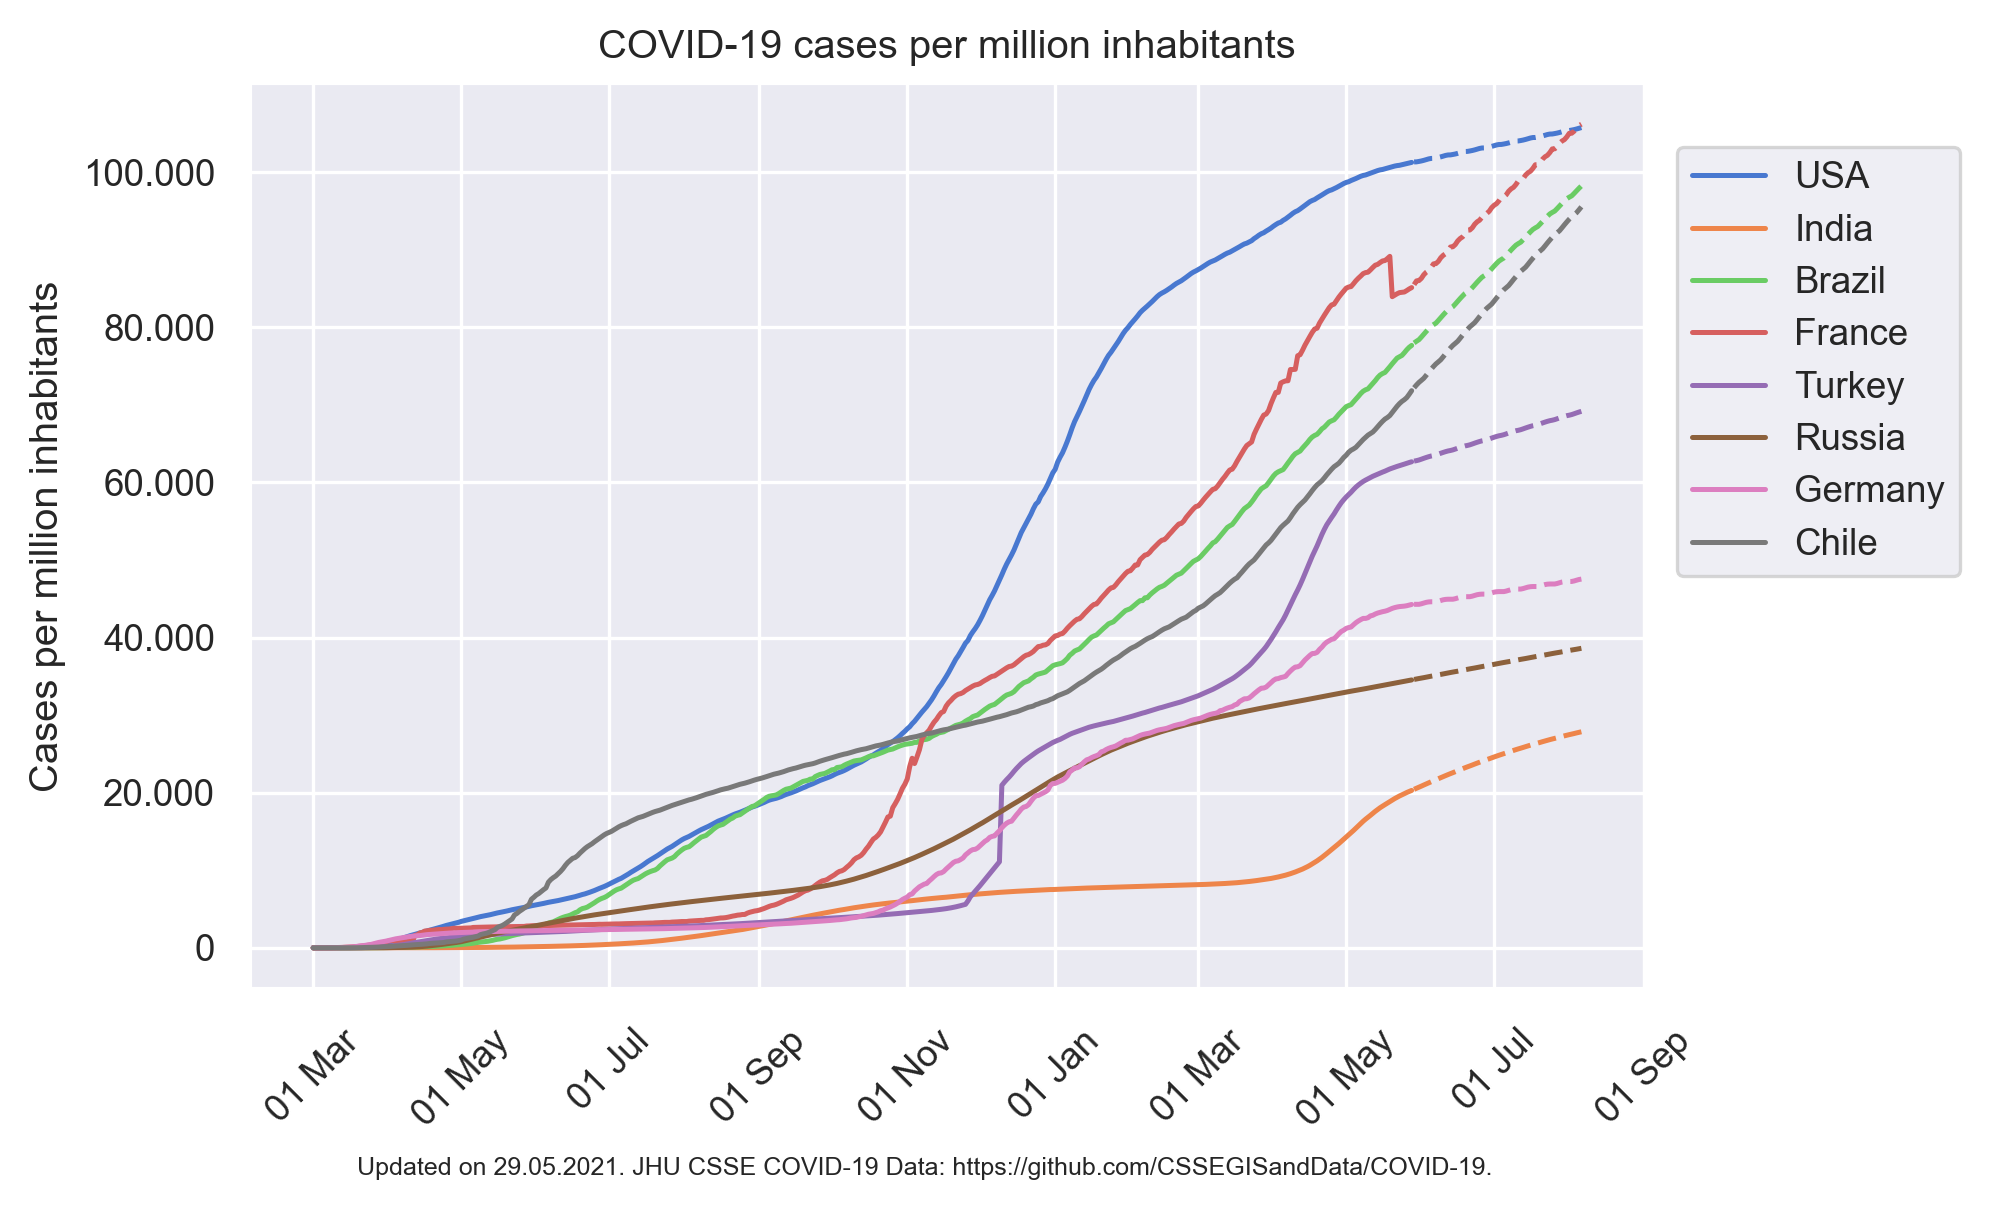 COVID-19 cases per million inhabitants
Cases per million inhabitants
100.000
80.000
60.000
40.000
20.000
0
01 Mar
01 May
01 Jul
01 Sep
01 Nov
01 Jan
01 Mar
01 May
01 Jul
01 Sep
USA
India
Brazil
France
Turkey
Russia
Germany
Chile
Updated on 29.05.2021. JHU CSSE COVID-19 Data: https://github.com/CSSEGISandData/COVID-19.